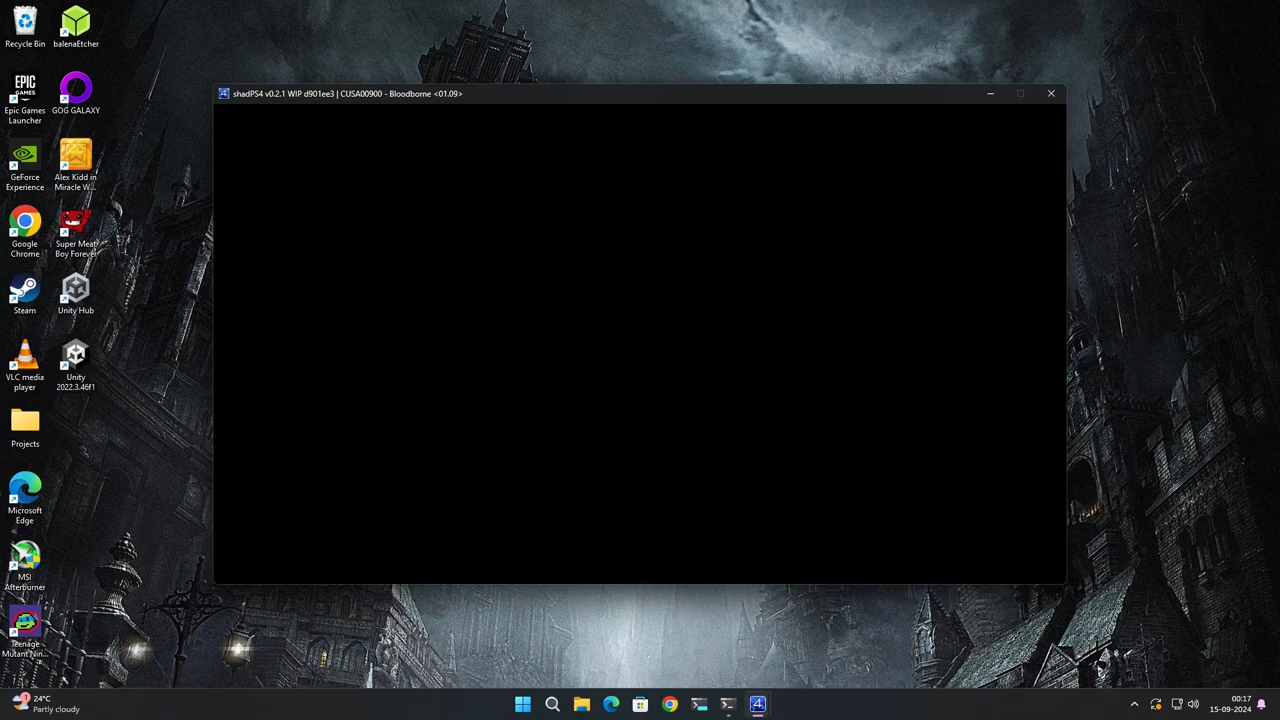 Recycle Bin
balenaEtcher
EPIC
GAMES
Epic Games
Launcher
GOG GALAXY
GeForce
Experience
Alex Kidd in
Miracle W...
Google
Chrome
Super Meat
Boy Forever
Steam
Unity Hub
VLC media
player
Unity
2022.3.46f1
Projects
Microsoft
Edge
MSI
Afterburner
Teenage
Mutant Nin...
shadPS4 v0.2.1 WIP d901ee3 | CUSA00900 - Bloodborne <01.09>
1
24°C
Partly cloudy
00:17
15-09-2024